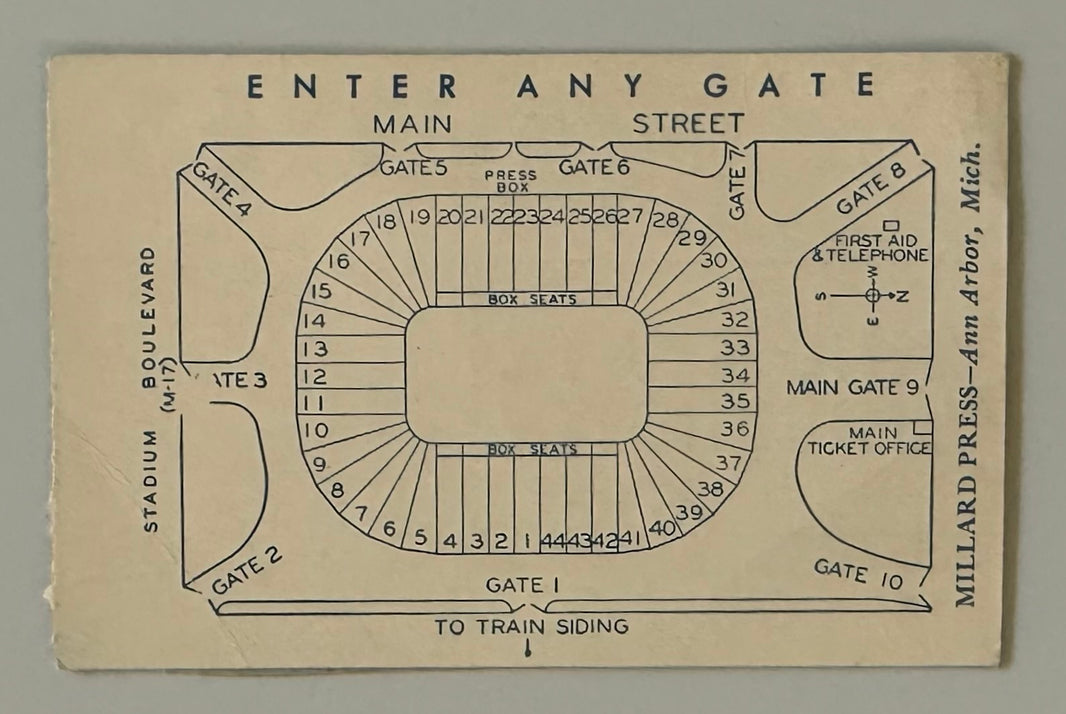 ENTER ANY GATE
MAIN STREET
GATE 4
GATE 5
GATE 6
GATE 7
GATE 8
PRESS
BOX
18 19 20 21 22 23 24 25 26 27 28
17
16
15
14
13
12
11
10
9
8
7
6
29
30
31
32
33
34
35
36
37
38
39
40
BOX SEATS
BOX SEATS
5 4 3 2 1 44 43 42 41
FIRST AID
& TELEPHONE
W
S N
E
STADIUM BOULEVARD
(M-17)
ATE 3
MAIN GATE 9
MAIN
TICKET OFFICE
GATE 2
GATE 1
GATE 10
TO TRAIN SIDING
MILLARD PRESS—Ann Arbor, Mich.